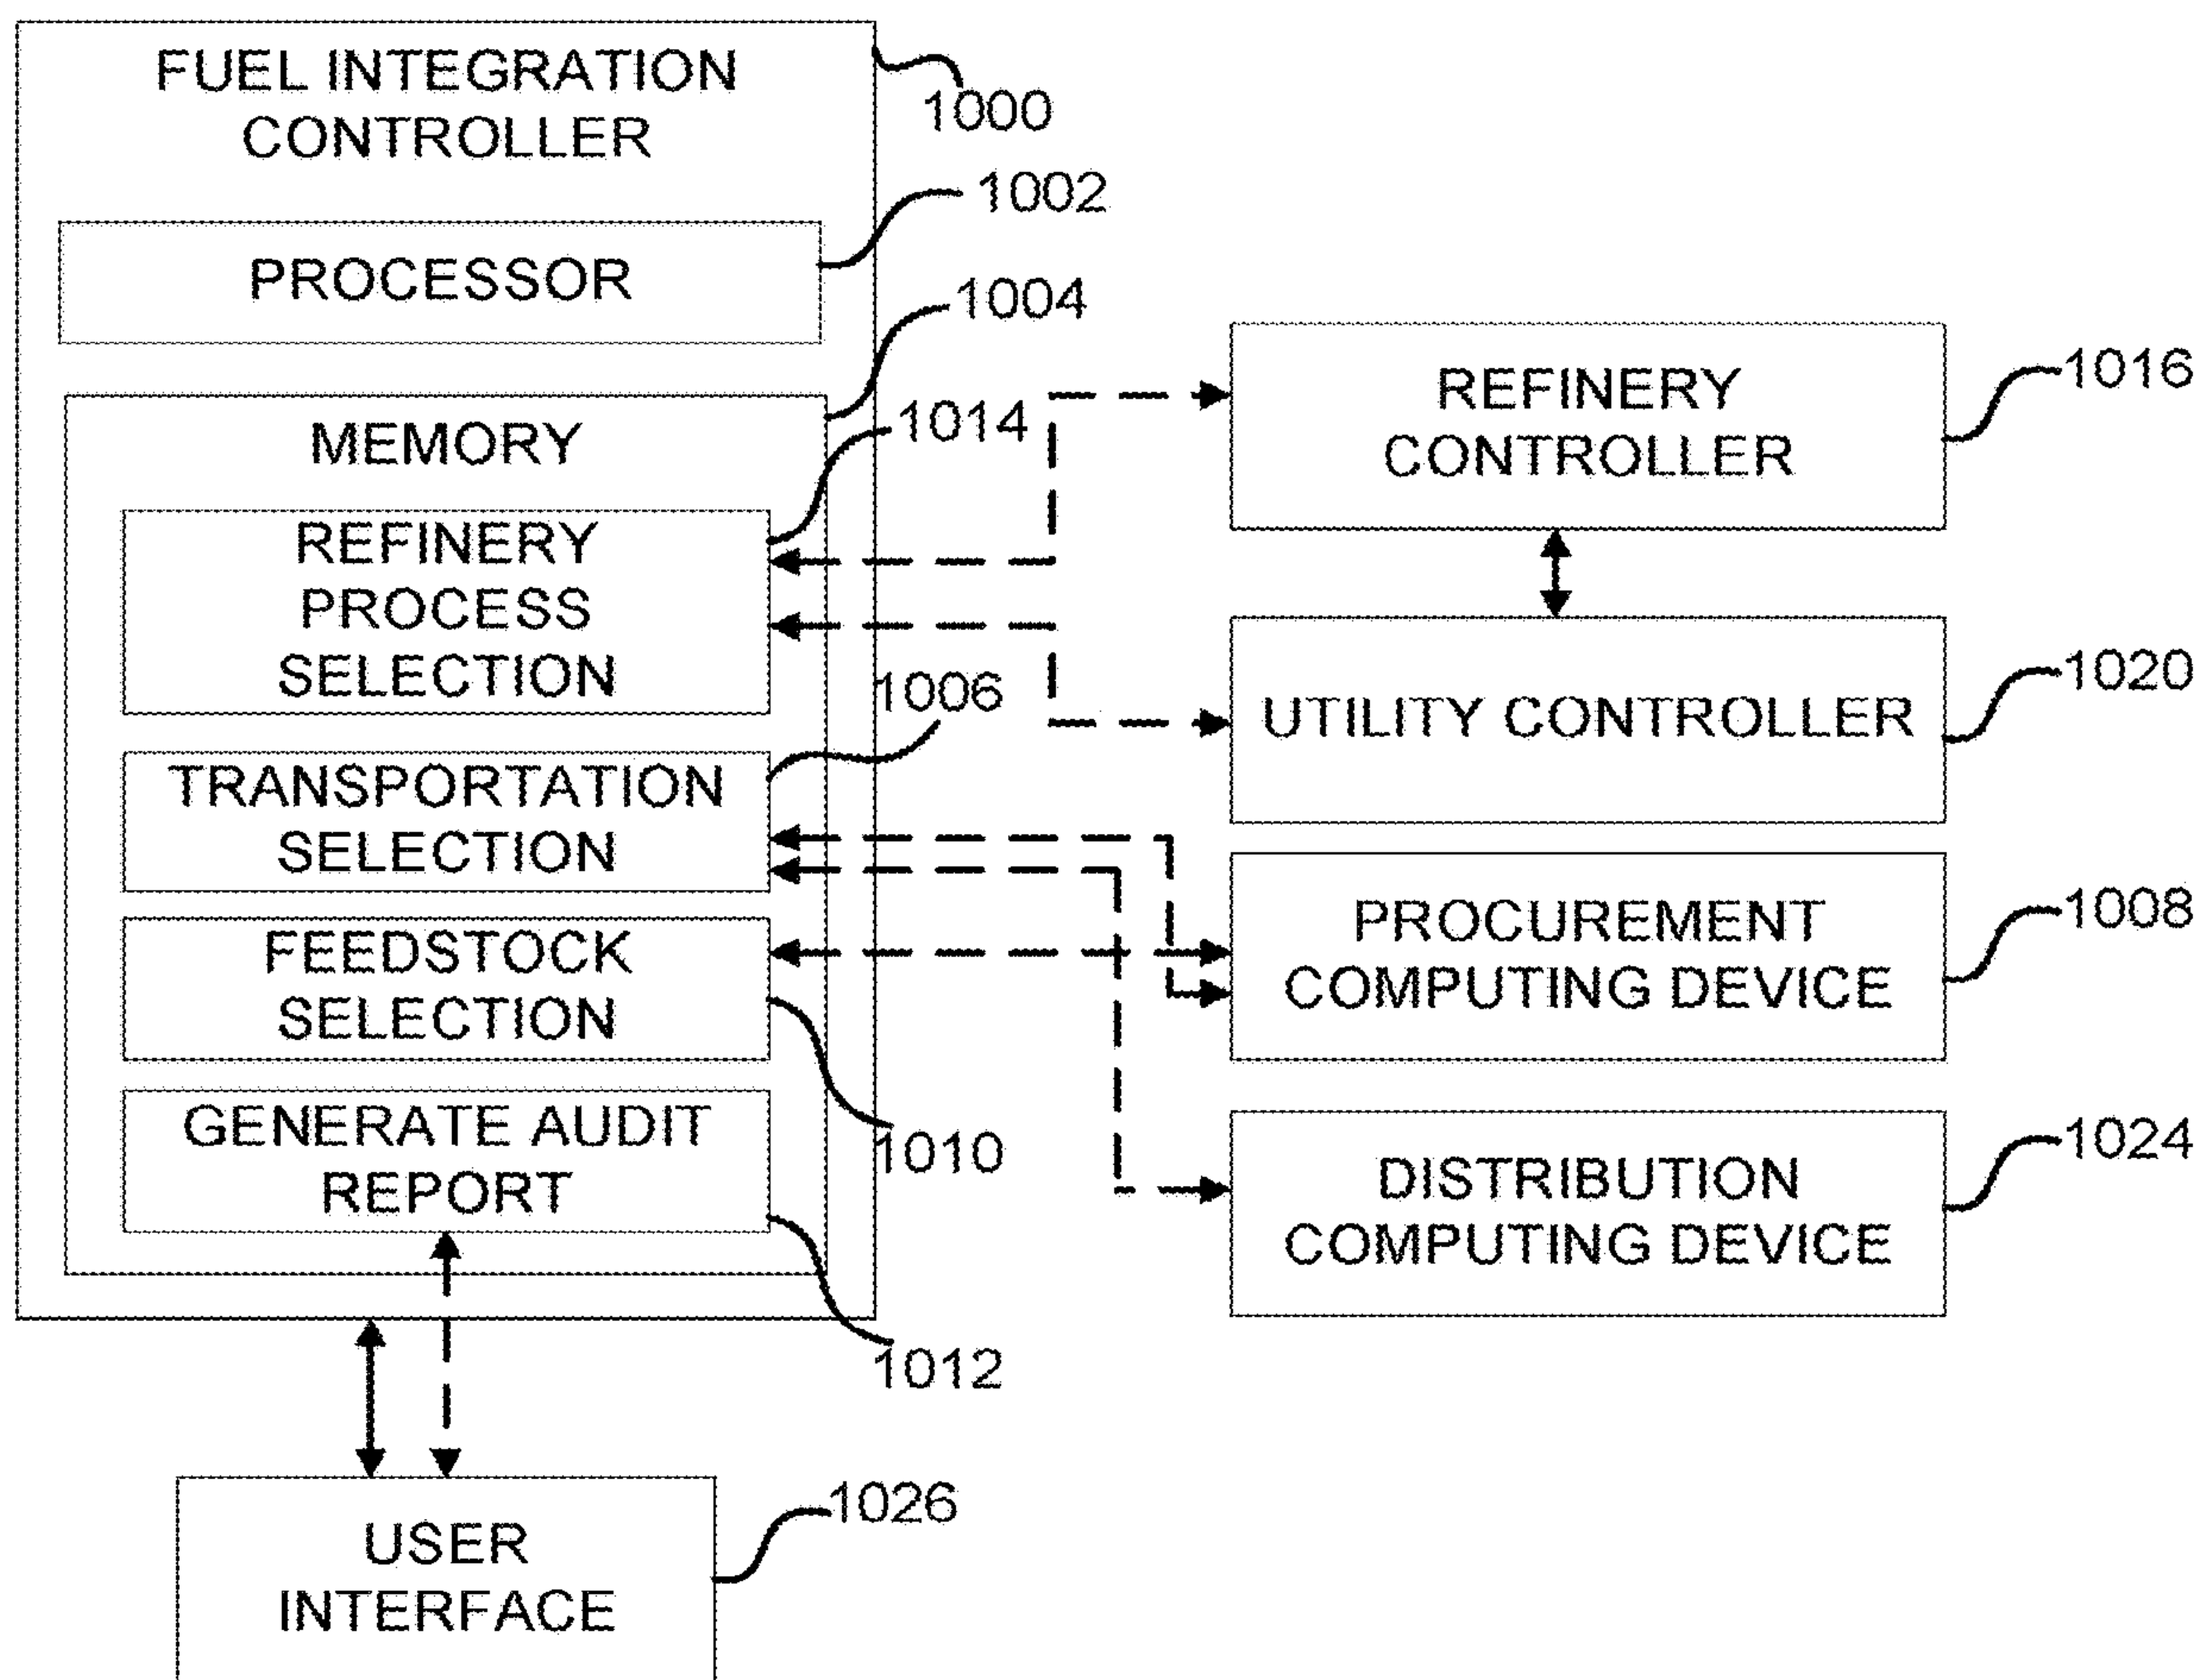 FUEL INTEGRATION
CONTROLLER
1000
1002
PROCESSOR
1004
MEMORY
1014
REFINERY
PROCESS
SELECTION
1006
TRANSPORTATION
SELECTION
FEEDSTOCK
SELECTION
1010
GENERATE AUDIT
REPORT
1012
REFINERY
CONTROLLER
1016
UTILITY CONTROLLER
1020
PROCUREMENT
COMPUTING DEVICE
1008
DISTRIBUTION
COMPUTING DEVICE
1024
USER
INTERFACE
1026